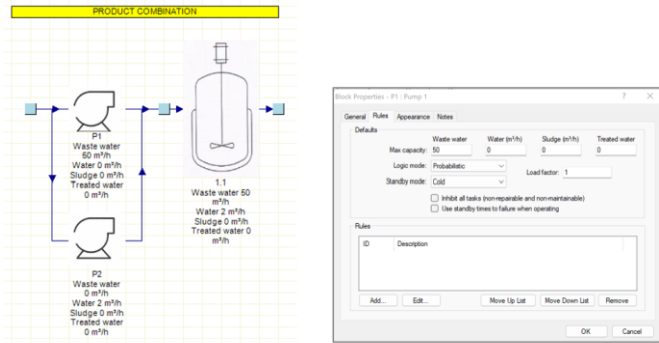 PRODUCT COMBINATION
P1
Waste water
50 m³/h
Water 0 m³/h
Sludge 0 m³/h
Treated water
0 m³/h
1.1
Waste water 50
m³/h
Water 2 m³/h
Sludge 0 m³/h
Treated water 0
m³/h
P2
Waste water
0 m³/h
Water 2 m³/h
Sludge 0 m³/h
Treated water
0 m³/h
Block Properties - P1 : Pump 1
General Rules Appearance Notes
Defaults
Waste water Water (m³/h) Sludge (m³/h) Treated water
Max capacity: 50 0 0 0
Logic mode: Probabilistic
Load factor: 1
Standby mode: Cold
Inhibit all tasks (non-repairable and non-maintainable)
Use standby times to failure when operating
Rules
ID Description
Add... Edit... Move Up List Move Down List Remove
OK Cancel